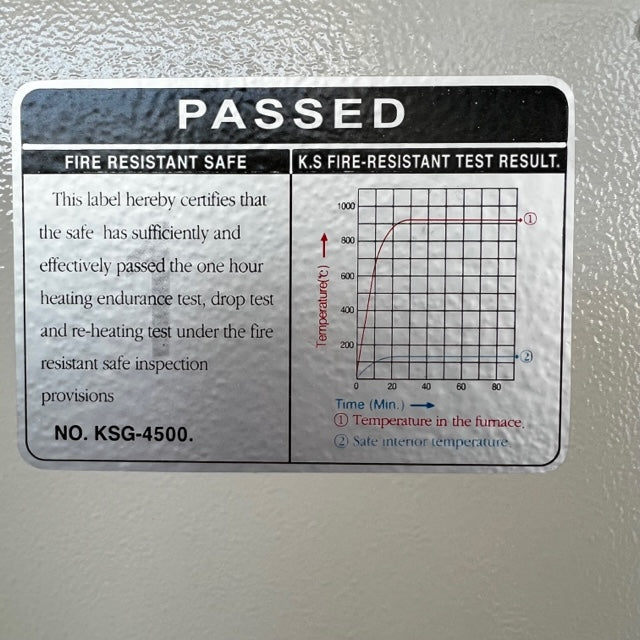 PASSED
FIRE RESISTANT SAFE
This label hereby certifies that
the safe has sufficiently and
effectively passed the one hour
heating endurance test, drop test
and re-heating test under the fire
resistant safe inspection
provisions
NO. KSG-4500.
K.S FIRE-RESISTANT TEST RESULT.
1000
800
600
400
200
Temperature(℃)
①
②
0 20 40 60 80
Time (Min.)
① Temperature in the furnace.
② Safe interior temperature